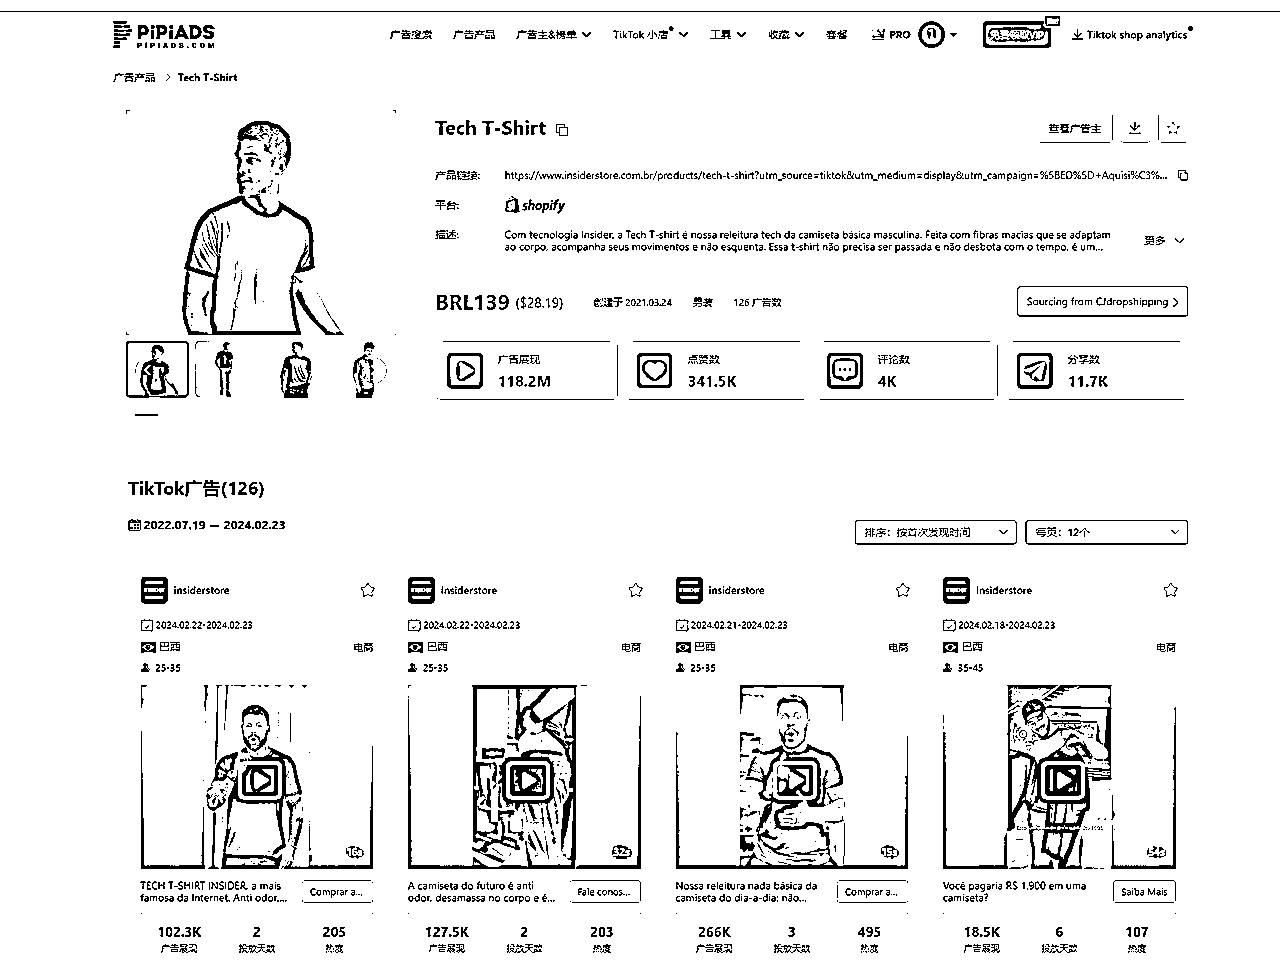 PiPiADS
PIPIADS.COM
广告搜索 广告产品 广告主&榜单 TikTok 小店 工具 收藏 套餐 PRO Tiktok shop analytics
广告产品 > Tech T-Shirt
Tech T-Shirt
查看广告主
产品链接: https://www.insiderstore.com.br/products/tech-t-shirt?utm_source=tiktok&utm_medium=display&utm_campaign=%5BED%5D+Aquisi%C3%...
平台: shopify
描述: Com tecnologia Insider, a Tech T-shirt é nossa releitura tech da camiseta básica masculina. Feita com fibras macias que se adaptam
ao corpo, acompanha seus movimentos e não esquenta. Essa t-shirt não precisa ser passada e não desbota com o tempo, é um...
更多
BRL139 ($28.19) 创建于 2021.03.24 男装 126 广告数
Sourcing from CJdropshipping >
广告展现
118.2M
点赞数
341.5K
评论数
4K
分享数
11.7K
TikTok广告(126)
2022.07.19 — 2024.02.23
排序: 按首次发现时间
每页: 12个
insiderstore
2024.02.22-2024.02.23
巴西 电商
25-35
TECH T-SHIRT INSIDER, a mais
famosa da Internet. Anti odor,...
Comprar a...
102.3K 2 205
广告展现 投放天数 热度
Insiderstore
2024.02.22-2024.02.23
巴西 电商
25-35
A camiseta do futuro é anti
odor, desamassa no corpo e é...
Fale conos...
127.5K 2 203
广告展现 投放天数 热度
insiderstore
2024.02.21-2024.02.23
巴西 电商
25-35
Nossa releitura nada básica da
camiseta do dia-a-dia: não...
Comprar a...
266K 3 495
广告展现 投放天数 热度
Insiderstore
2024.02.18-2024.02.23
巴西 电商
35-45
Você pagaria R$ 1,900 em uma
camiseta?
Saiba Mais
18.5K 6 107
广告展现 投放天数 热度